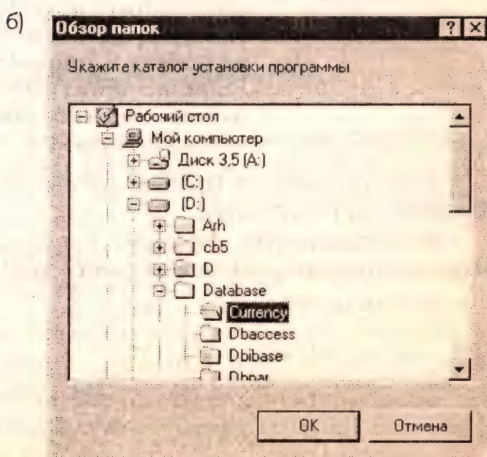 б)
Обзор папок
Укажите каталог установки программы
Рабочий стол
Мой компьютер
Диск 3,5 (A:)
(C:)
(D:)
Arh
cb5
D
Database
Currency
Dbaccess
Dbibase
Dbpar
OK Отмена